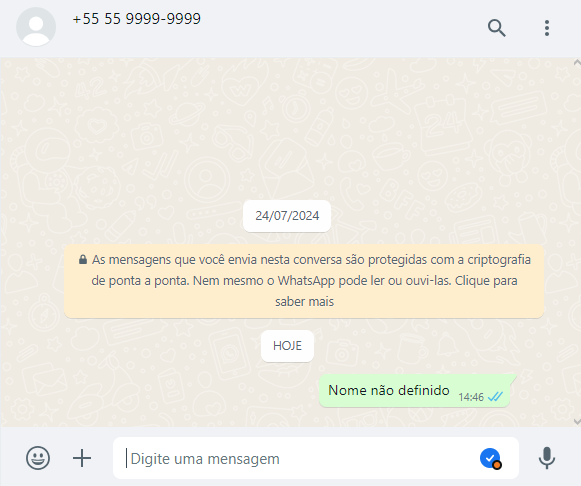 +55 55 9999-9999
24/07/2024
As mensagens que você envia nesta conversa são protegidas com a criptografia
de ponta a ponta. Nem mesmo o WhatsApp pode ler ou ouvi-las. Clique para
saber mais
HOJE
Nome não definido 14:46
Digite uma mensagem